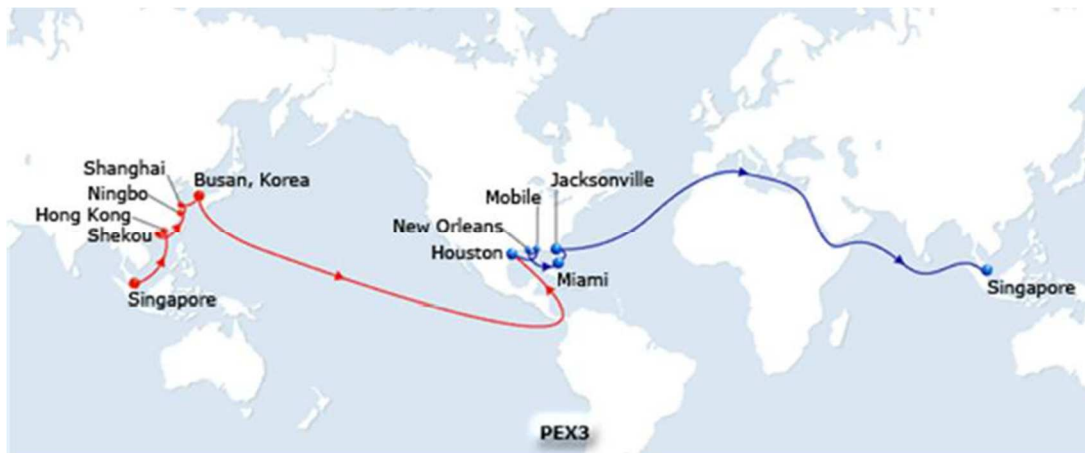 Shanghai
Busan, Korea
Ningbo
Hong Kong
Shekou
Singapore
Jacksonville
Mobile
New Orleans
Houston
Miami
Singapore
PEX3